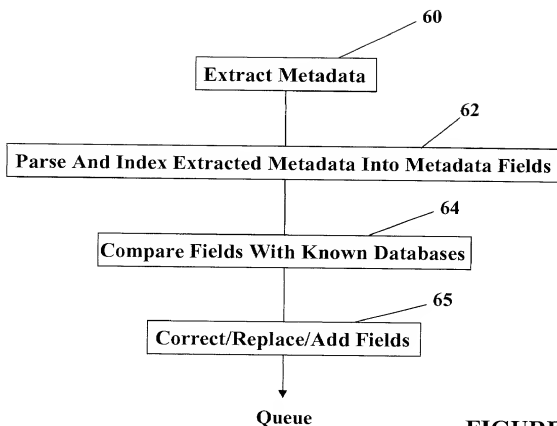 60
Extract Metadata
62
Parse And Index Extracted Metadata Into Metadata Fields
64
Compare Fields With Known Databases
65
Correct/Replace/Add Fields
Queue
FIGURE